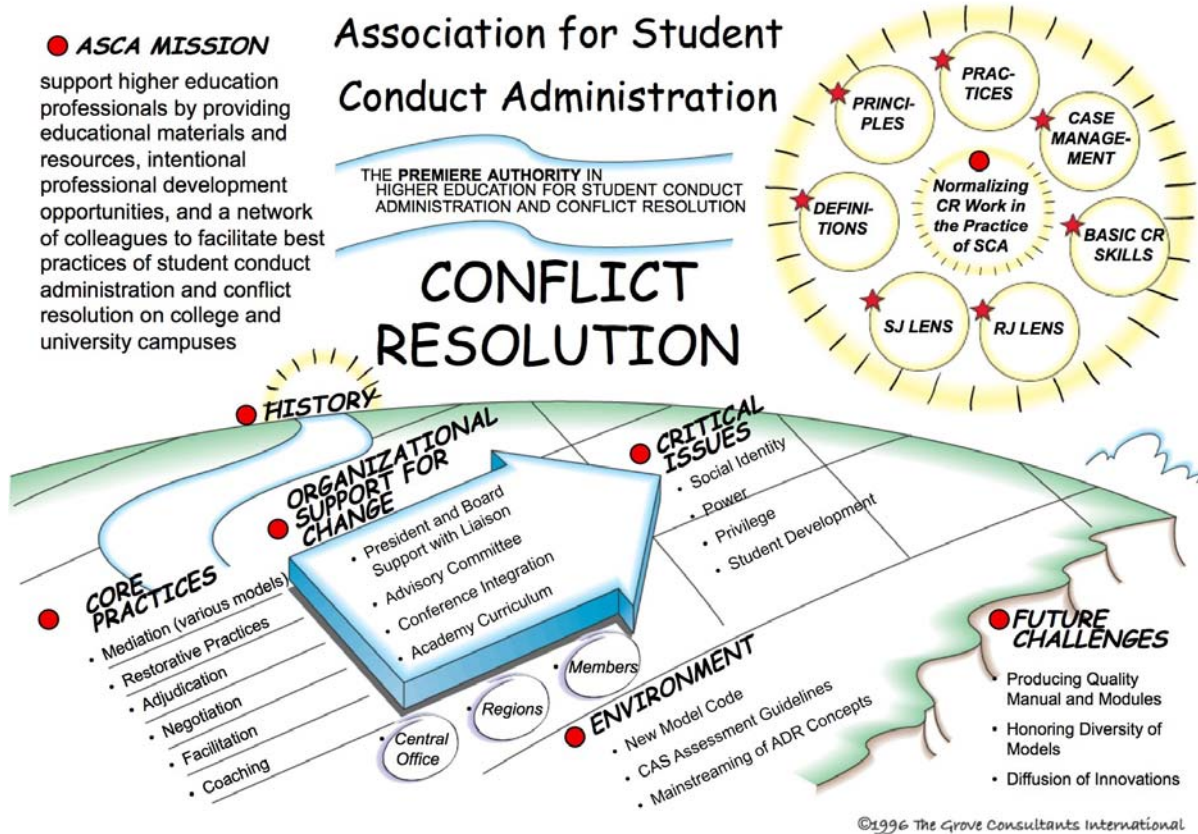 ASCA MISSION
support higher education
professionals by providing
educational materials and
resources, intentional
professional development
opportunities, and a network
of colleagues to facilitate best
practices of student conduct
administration and conflict
resolution on college and
university campuses
Association for Student
Conduct Administration
THE PREMIERE AUTHORITY IN
HIGHER EDUCATION FOR STUDENT CONDUCT
ADMINISTRATION AND CONFLICT RESOLUTION
CONFLICT
RESOLUTION
PRINCI-
PLES
PRAC-
TICES
CASE
MANAGE-
MENT
BASIC CR
SKILLS
RJ LENS
SJ LENS
DEFINI-
TIONS
Normalizing
CR Work in
the Practice
of SCA
HISTORY
CORE
PRACTICES
• Mediation (various models)
• Restorative Practices
• Adjudication
• Negotiation
• Facilitation
• Coaching
ORGANIZATIONAL
SUPPORT FOR
CHANGE
• President and Board
Support with Liaison
• Advisory Committee
• Conference Integration
• Academy Curriculum
• Central
Office
• Regions
• Members
CRITICAL
ISSUES
• Social Identity
• Power
• Privilege
• Student Development
ENVIRONMENT
• New Model Code
• CAS Assessment Guidelines
• Mainstreaming of ADR Concepts
FUTURE
CHALLENGES
• Producing Quality
Manual and Modules
• Honoring Diversity of
Models
• Diffusion of Innovations
©1996 The Grove Consultants International